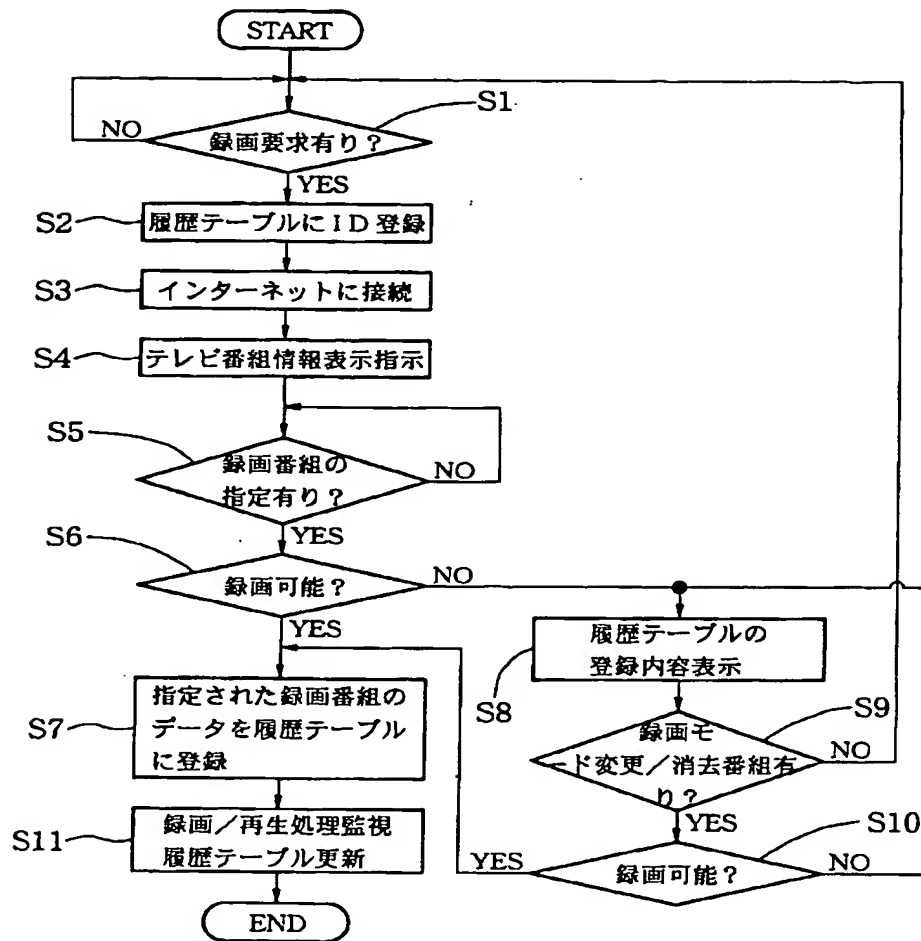 START
S1
NO
録画要求有り？
YES
S2
履歴テーブルにＩＤ登録
S3
インターネットに接続
S4
テレビ番組情報表示指示
S5
録画番組の
指定有り？
NO
YES
S6
録画可能？
NO
YES
S8
履歴テーブルの
登録内容表示
S7
指定された録画番組の
データを履歴テーブル
に登録
S9
録画モ
ード変更／消去番組有
り？
NO
YES
S11
録画／再生処理監視
履歴テーブル更新
S10
YES
録画可能？
NO
END